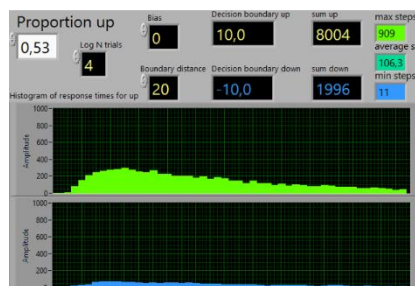 Proportion up
0,53
Log N trials
4
Bias
0
Boundary distance
20
Decision boundary up
10,0
Decision boundary down
-10,0
sum up
8004
sum down
1996
max steps
909
average s
106,3
min steps
11
Histogram of response times for up
Amplitude
1000
800
600
400
200
0
Amplitude
1000
800
600
400
200